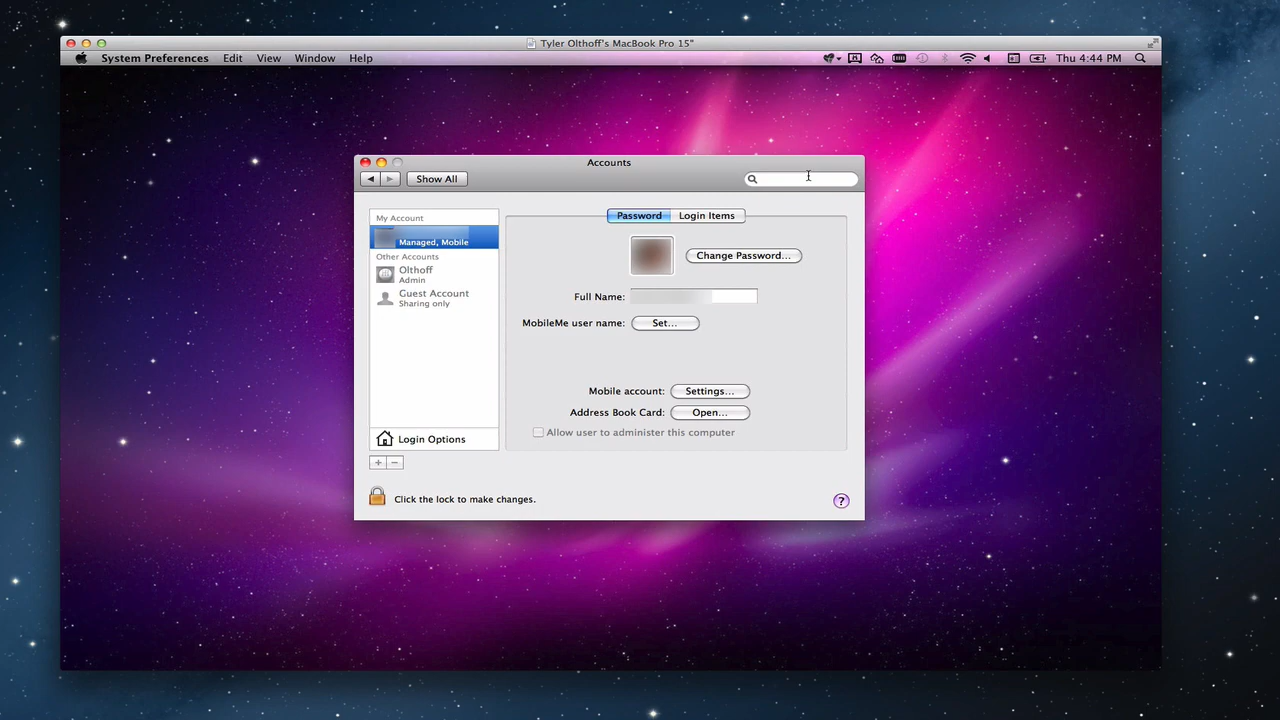 Tyler Olthoff's MacBook Pro 15"
System Preferences Edit View Window Help Thu 4:44 PM
Accounts
Show All
Password Login Items
My Account
Managed, Mobile
Other Accounts
Olthoff
Admin
Guest Account
Sharing only
Login Options
Change Password...
Full Name:
MobileMe user name: Set...
Mobile account: Settings...
Address Book Card: Open...
Allow user to administer this computer
+ −
Click the lock to make changes.
?